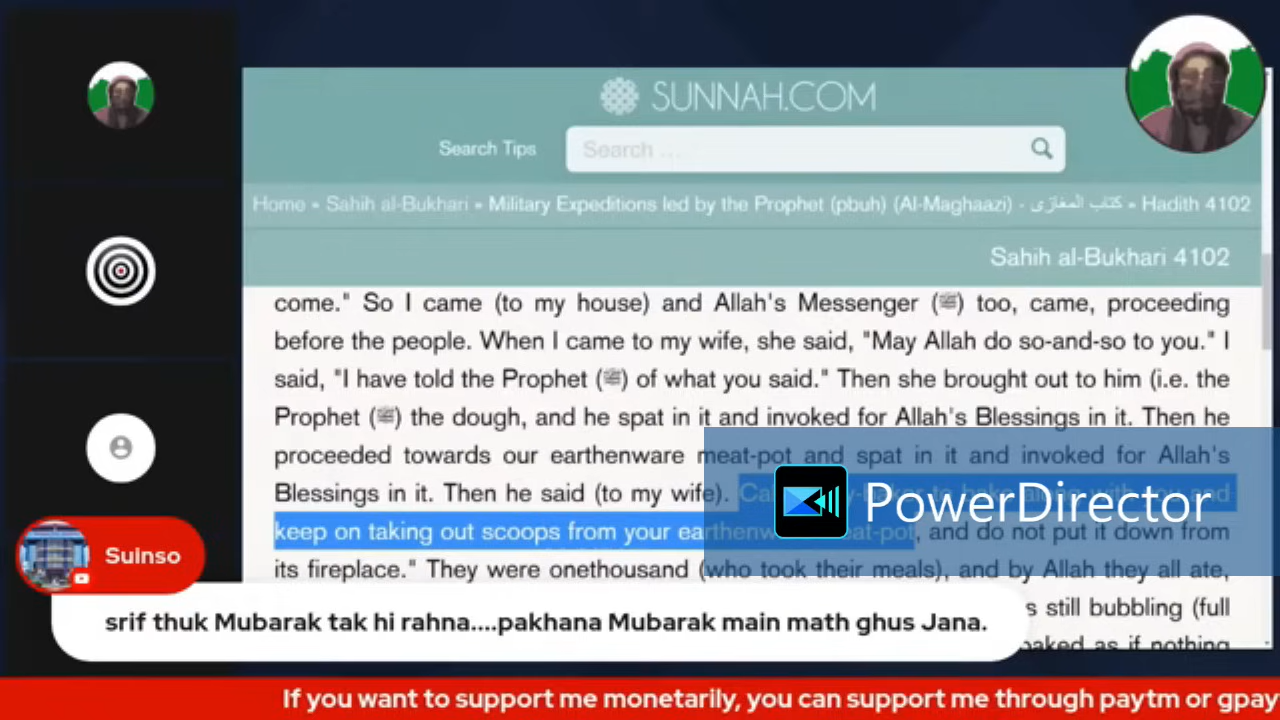 SUNNAH.COM
Search Tips
Search ....
Home » Sahih al-Bukhari » Military Expeditions led by the Prophet (pbuh) (Al-Maghaazi) - كتاب المغازى » Hadith 4102
Sahih al-Bukhari 4102
come." So I came (to my house) and Allah's Messenger (ﷺ) too, came, proceeding
before the people. When I came to my wife, she said, "May Allah do so-and-so to you." I
said, "I have told the Prophet (ﷺ) of what you said." Then she brought out to him (i.e. the
Prophet (ﷺ) the dough, and he spat in it and invoked for Allah's Blessings in it. Then he
proceeded towards our earthenware meat-pot and spat in it and invoked for Allah's
Blessings in it. Then he said (to my wife). along with you and
keep on taking out scoops from your, and do not put it down from
PowerDirector
its fireplace." They were onethousand (who took their meals), and by Allah they all ate,
still bubbling (full
baked as if nothing
Suinso
srif thuk Mubarak tak hi rahna....pakhana Mubarak main math ghus Jana.
If you want to support me monetarily, you can support me through paytm or gpay